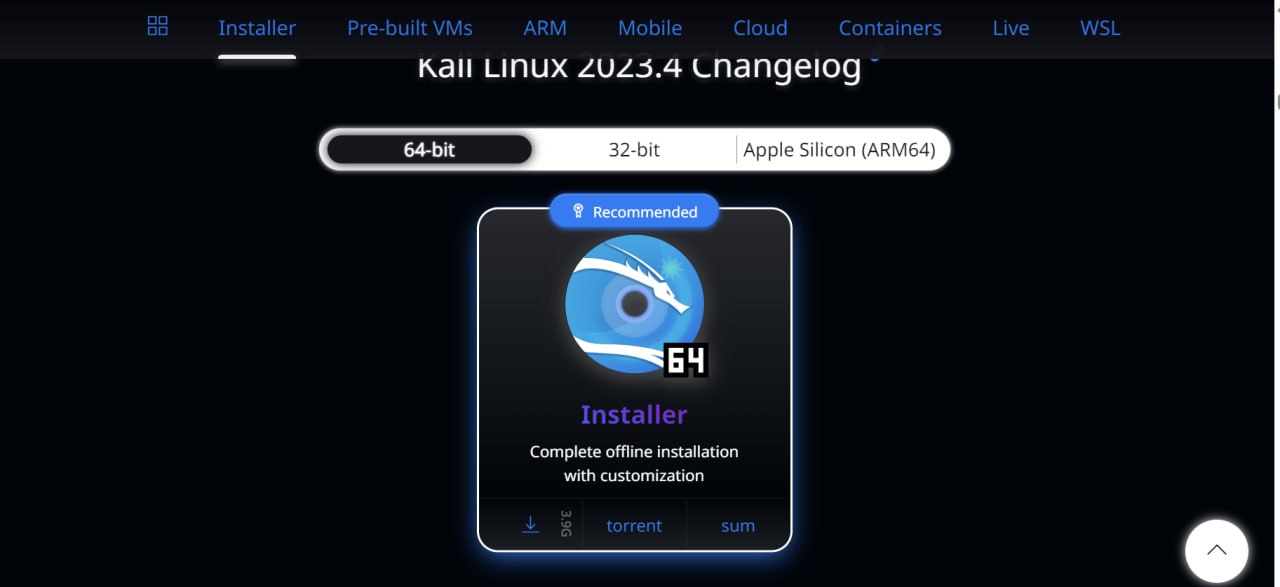 Installer Pre-built VMs ARM Mobile Cloud Containers Live WSL
Kali Linux 2023.4 Changelog
64-bit 32-bit Apple Silicon (ARM64)
Recommended
64
Installer
Complete offline installation
with customization
3.9G torrent sum